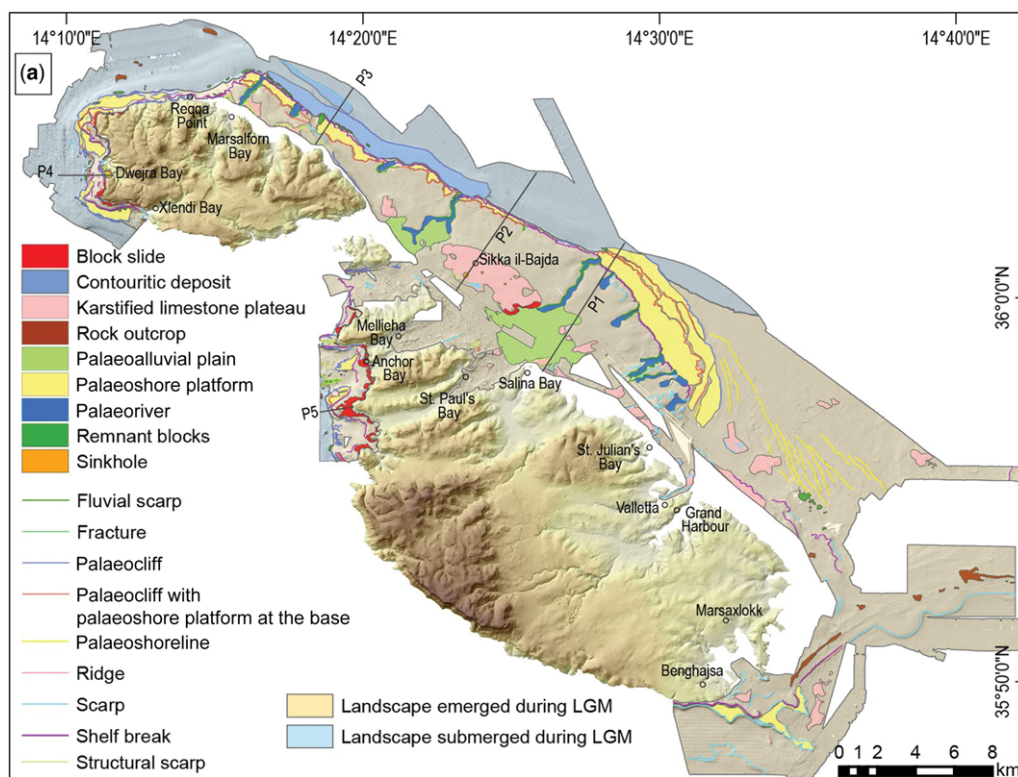 14°10'0"E 14°20'0"E 14°30'0"E 14°40'0"E
(a)
P3
Reqqa
Point
Marsalforn
Bay
P4
Dwejra Bay
Xlendi Bay
P2
Sikka il-Bajda
P1
36°0'0"N
Mellieha
Bay
Anchor
Bay
St. Paul's
Bay
Salina Bay
P5
St. Julian's
Bay
Valletta
Grand
Harbour
Marsaxlokk
Benghajsa
35°50'0"N
Block slide
Contouritic deposit
Karstified limestone plateau
Rock outcrop
Palaeoalluvial plain
Palaeoshore platform
Palaeoriver
Remnant blocks
Sinkhole
Fluvial scarp
Fracture
Palaeocliff
Palaeocliff with
palaeoshore platform at the base
Palaeoshoreline
Ridge
Scarp
Shelf break
Structural scarp
Landscape emerged during LGM
Landscape submerged during LGM
0 1 2 4 6 8
km